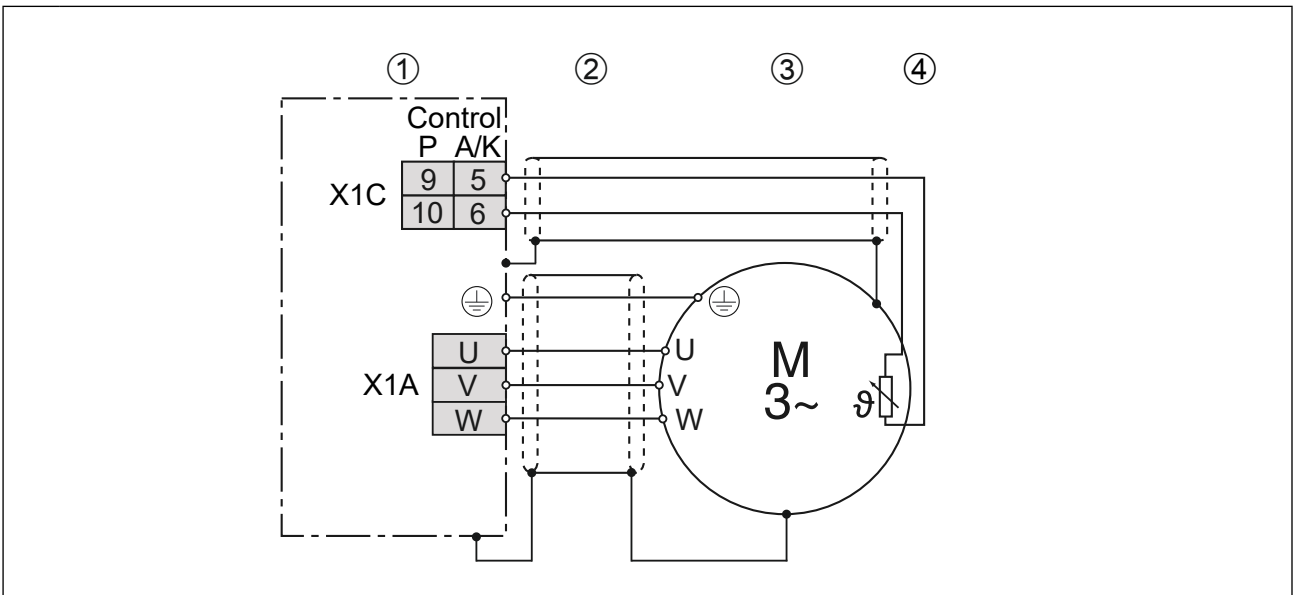 ① ② ③ ④
Control
P A/K
X1C 9 5
10 6
U U
X1A V V
W W
M
3~
ϑ